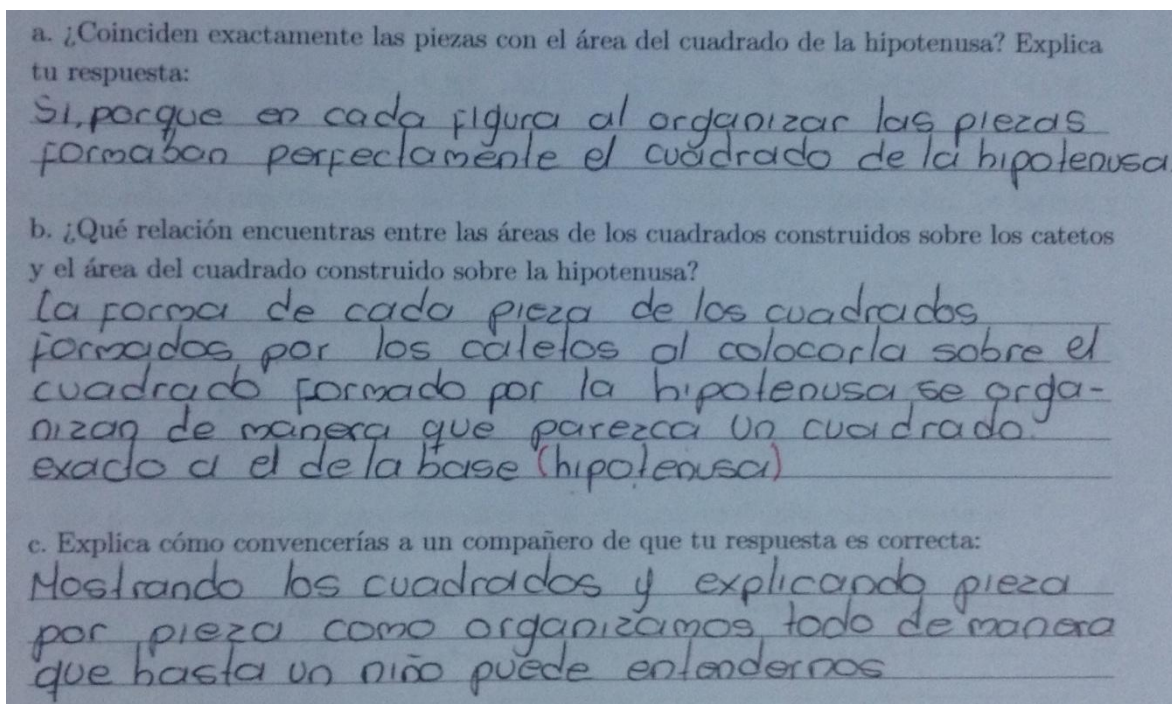 a. ¿Coinciden exactamente las piezas con el área del cuadrado de la hipotenusa? Explica
tu respuesta:
Si, porque en cada figura al organizar las piezas
formaban perfectamente el cuadrado de la hipotenusa
b. ¿Qué relación encuentras entre las áreas de los cuadrados construidos sobre los catetos
y el área del cuadrado construido sobre la hipotenusa?
la forma de cada pieza de los cuadrados
formados por los catetos al colocarla sobre el
cuadrado formado por la hipotenusa se orga-
nizan de manera que parezca un cuadrado
exacto a el de la base (hipotenusa)
c. Explica cómo convencerías a un compañero de que tu respuesta es correcta:
Mostrando los cuadrados y explicando pieza
por pieza como organizamos todo de manera
que hasta un niño puede entendernos